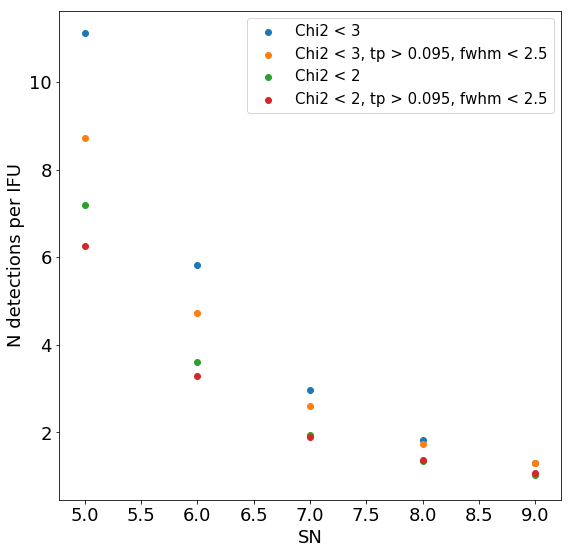 Chi2 < 3
Chi2 < 3, tp > 0.095, fwhm < 2.5
Chi2 < 2
Chi2 < 2, tp > 0.095, fwhm < 2.5
N detections per IFU
10
8
6
4
2
5.0 5.5 6.0 6.5 7.0 7.5 8.0 8.5 9.0
SN